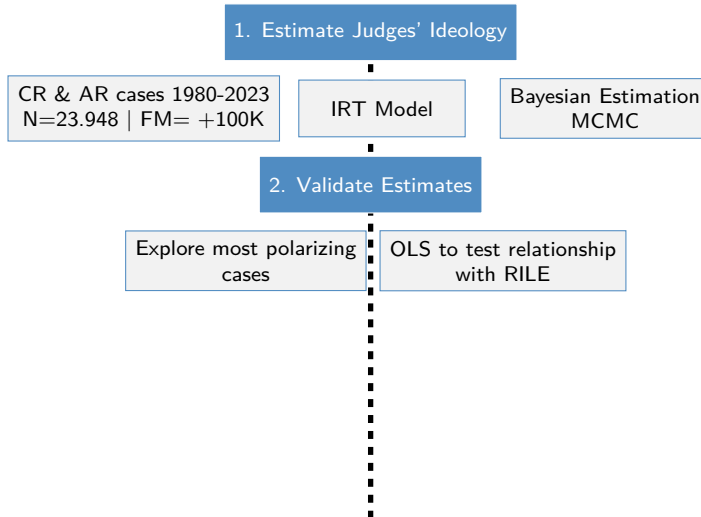 1. Estimate Judges' Ideology
CR & AR cases 1980-2023
N=23.948 | FM= +100K
IRT Model
Bayesian Estimation
MCMC
2. Validate Estimates
Explore most polarizing
cases
OLS to test relationship
with RILE